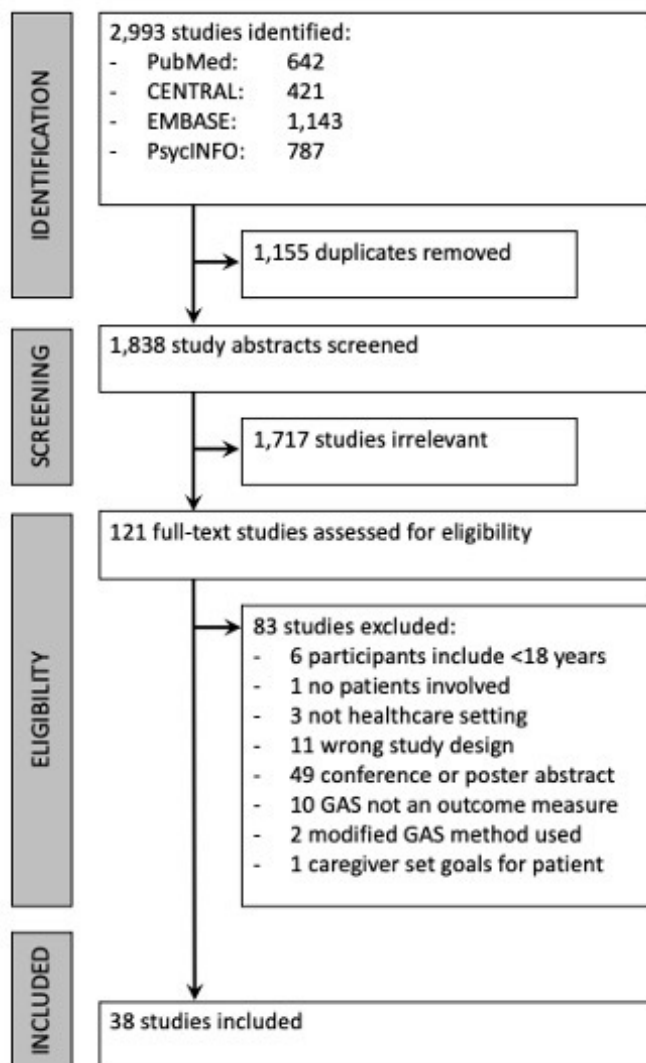 IDENTIFICATION
2,993 studies identified:
- PubMed: 642
- CENTRAL: 421
- EMBASE: 1,143
- PsycINFO: 787
1,155 duplicates removed
SCREENING
1,838 study abstracts screened
1,717 studies irrelevant
ELIGIBILITY
121 full-text studies assessed for eligibility
83 studies excluded:
- 6 participants include <18 years
- 1 no patients involved
- 3 not healthcare setting
- 11 wrong study design
- 49 conference or poster abstract
- 10 GAS not an outcome measure
- 2 modified GAS method used
- 1 caregiver set goals for patient
INCLUDED
38 studies included